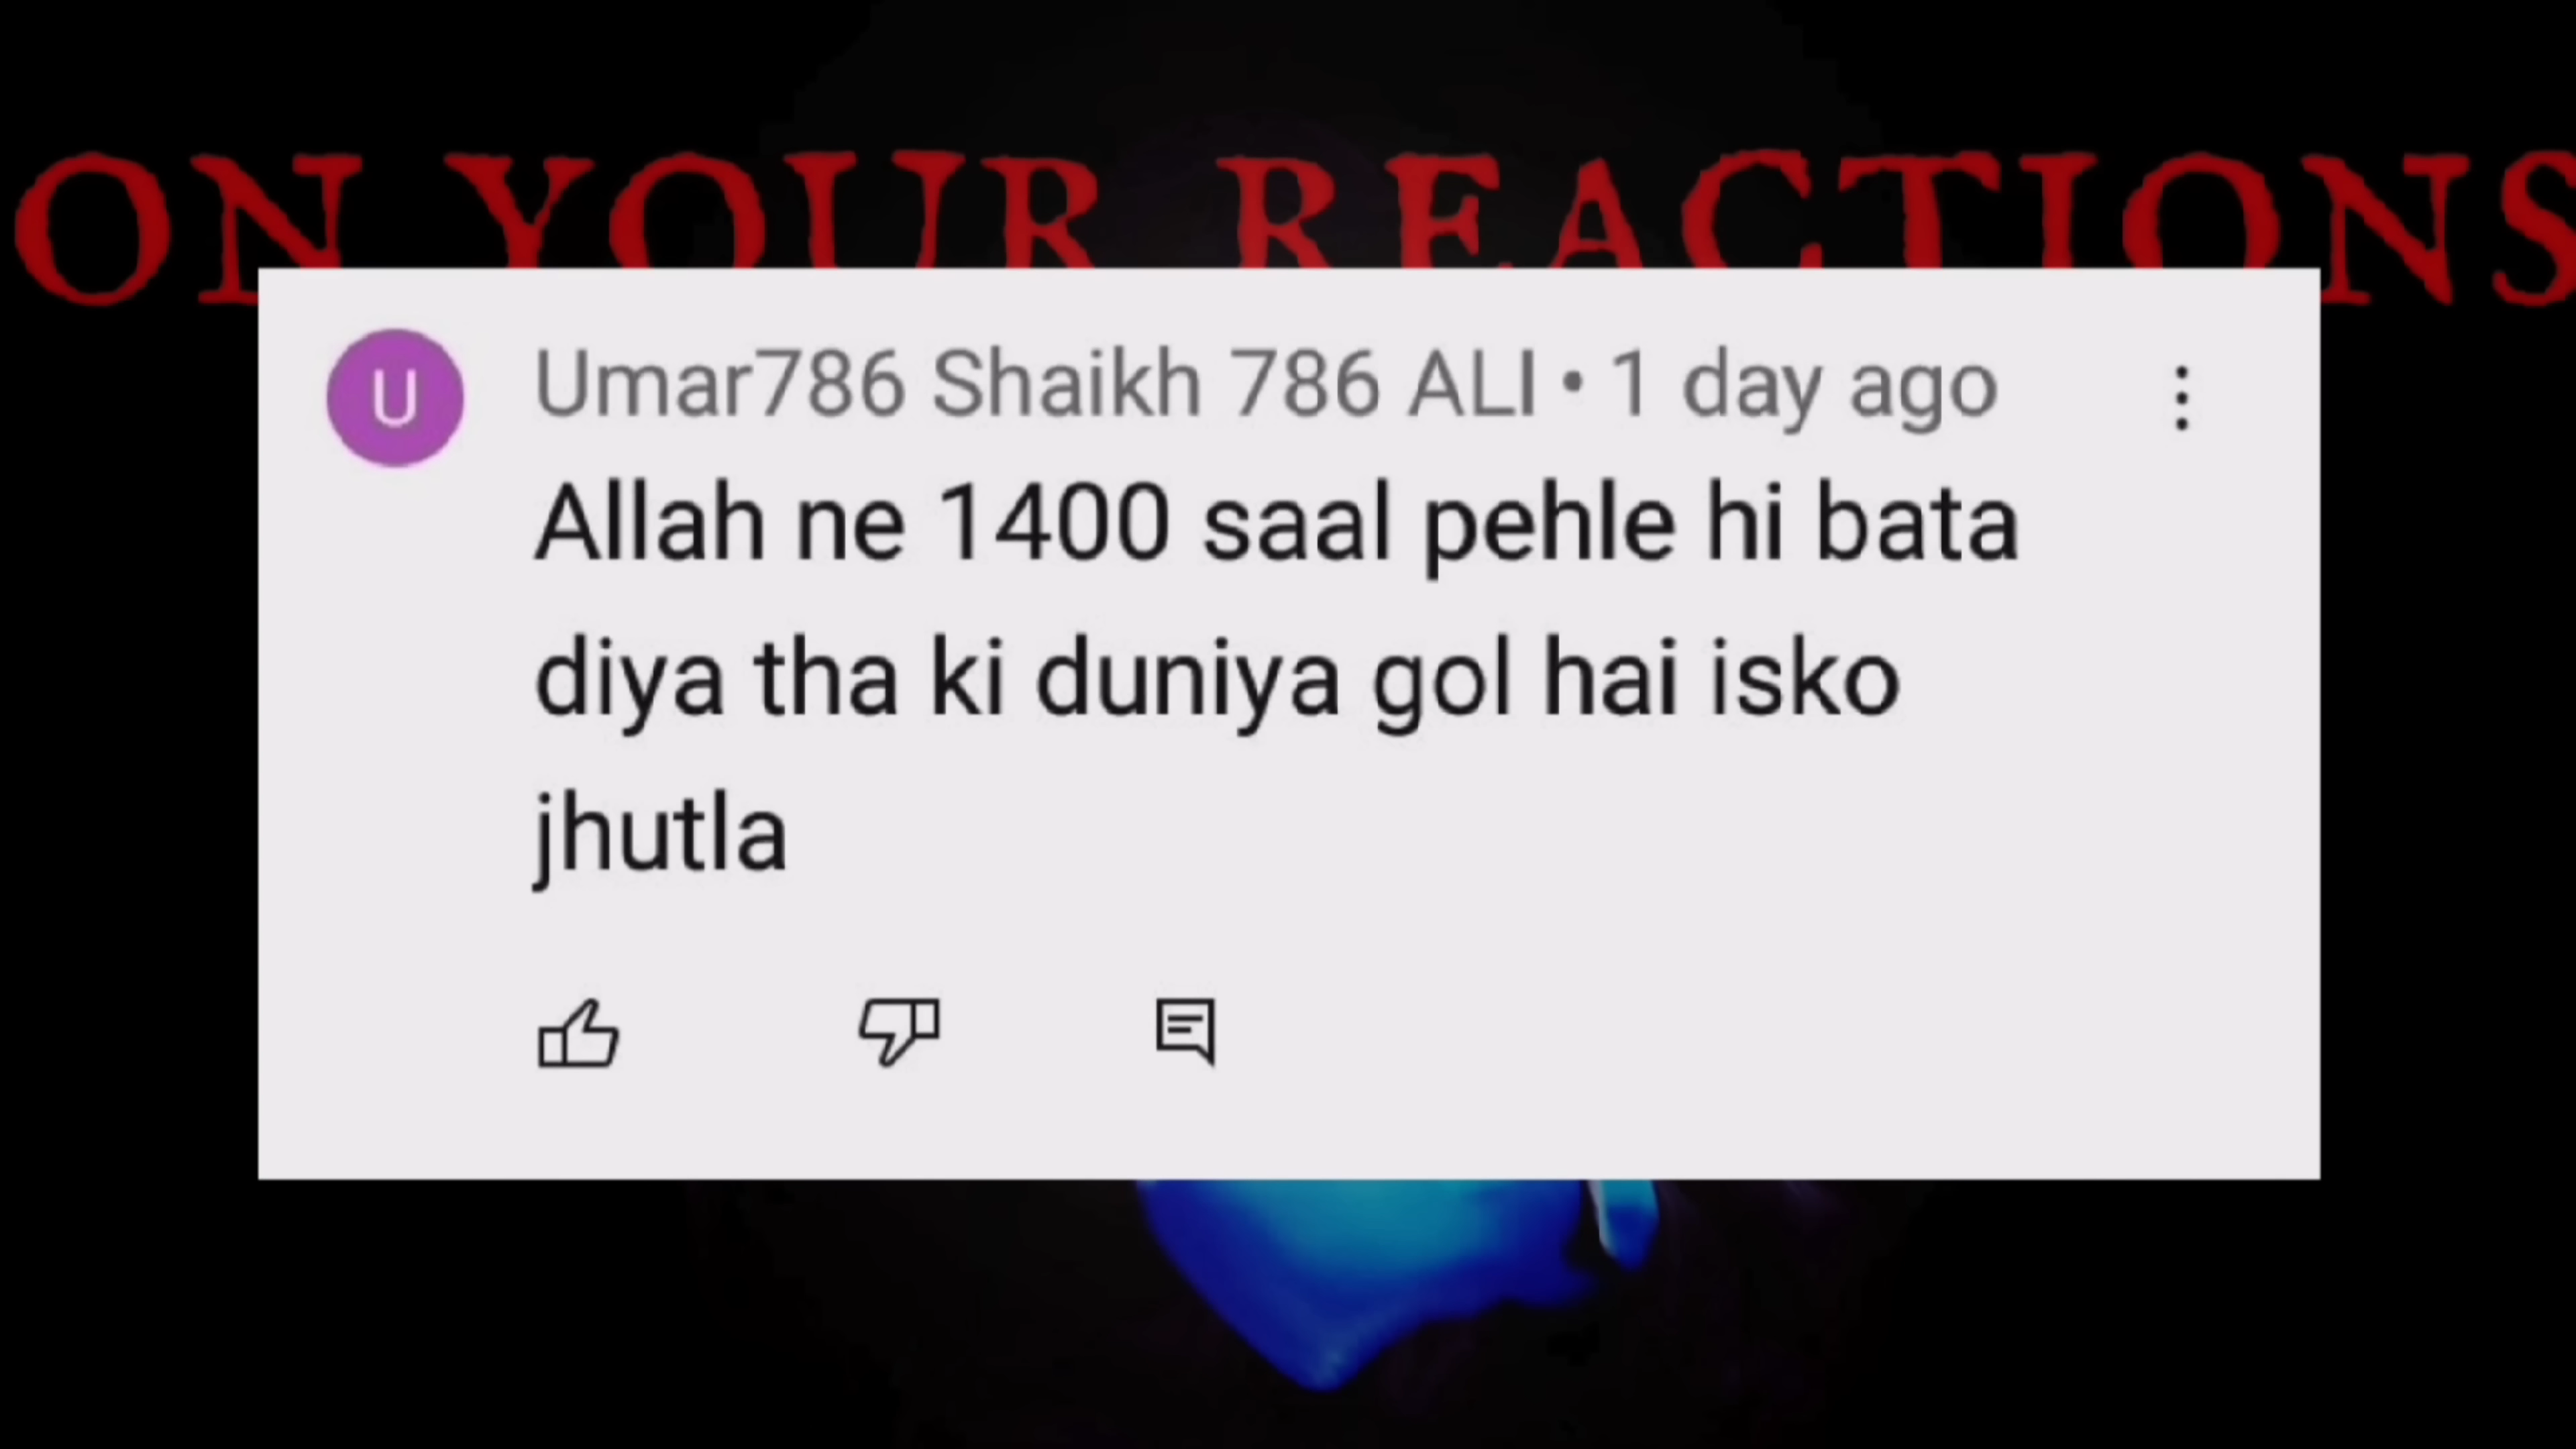 ON YOUR REACTIONS
U
Umar786 Shaikh 786 ALI • 1 day ago
Allah ne 1400 saal pehle hi bata
diya tha ki duniya gol hai isko
jhutla